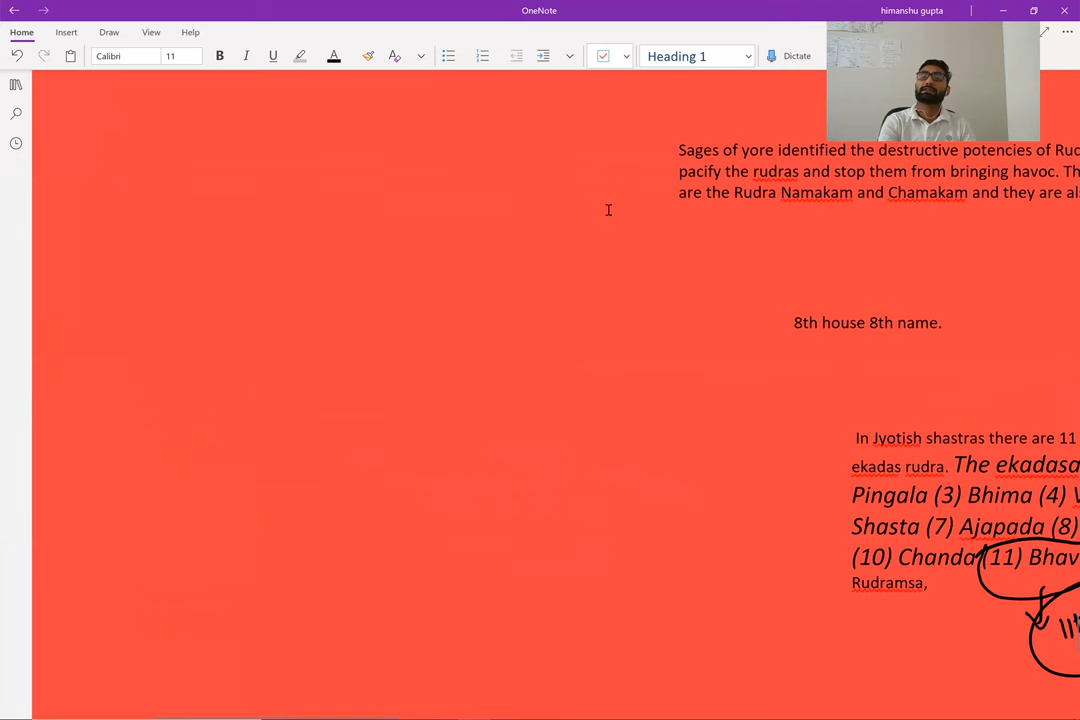 OneNote
himanshu gupta
Home Insert Draw View Help
Calibri 11 B I U A Heading 1 Dictate
Sages of yore identified the destructive potencies of
pacify the rudras and stop them from bringing havoc.
are the Rudra Namakam and Chamakam and they are
8th house 8th name.
In Jyotish shastras there are 11
ekadas rudra. The
Pingala (3) Bhima (4)
Shasta (7) Ajapada (8)
(10) Chanda (11)
Rudramsa,